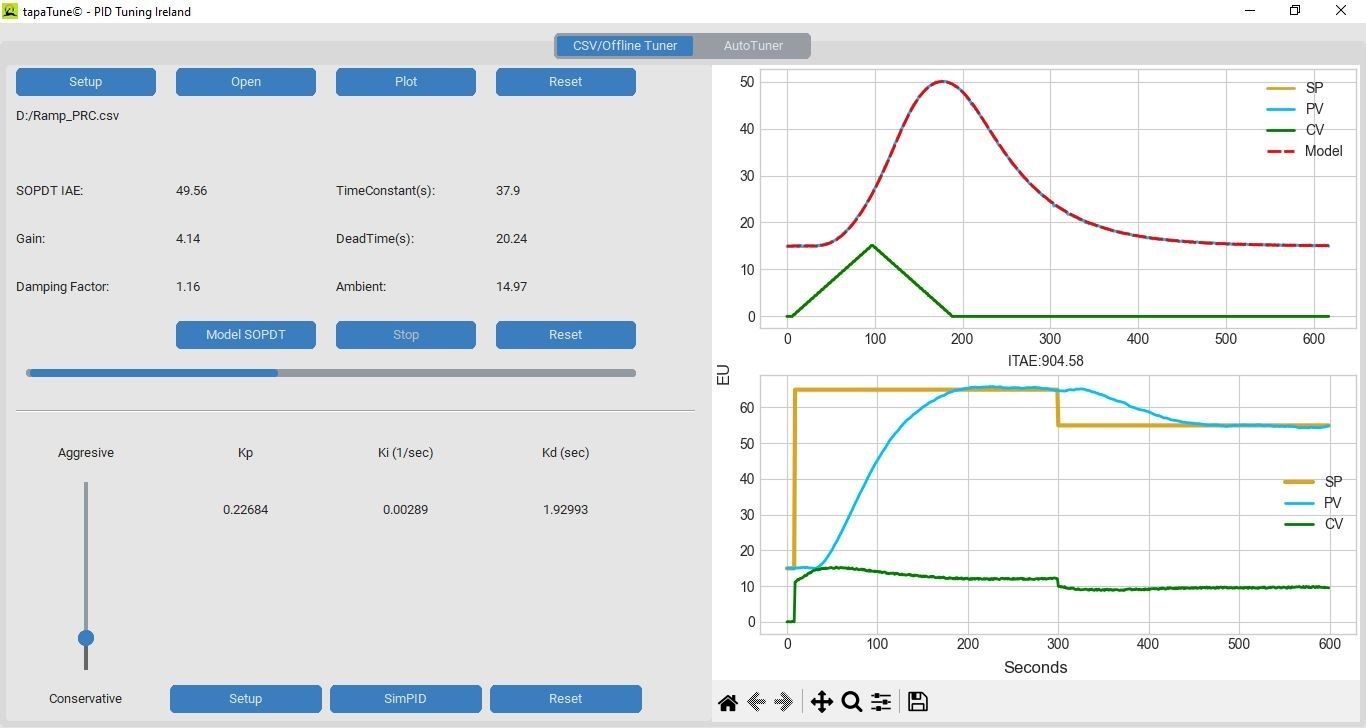 tapaTune© - PID Tuning Ireland
CSV/Offline Tuner AutoTuner
Setup Open Plot Reset
D:/Ramp_PRC.csv
SOPDT IAE: 49.56 TimeConstant(s): 37.9
Gain: 4.14 DeadTime(s): 20.24
Damping Factor: 1.16 Ambient: 14.97
Model SOPDT Stop Reset
Aggresive Kp Ki (1/sec) Kd (sec)
0.22684 0.00289 1.92993
Conservative Setup SimPID Reset
50
40
30
20
10
0
SP
PV
CV
Model
0 100 200 300 400 500 600
ITAE:904.58
EU
60
50
40
30
20
10
0
SP
PV
CV
0 100 200 300 400 500 600
Seconds